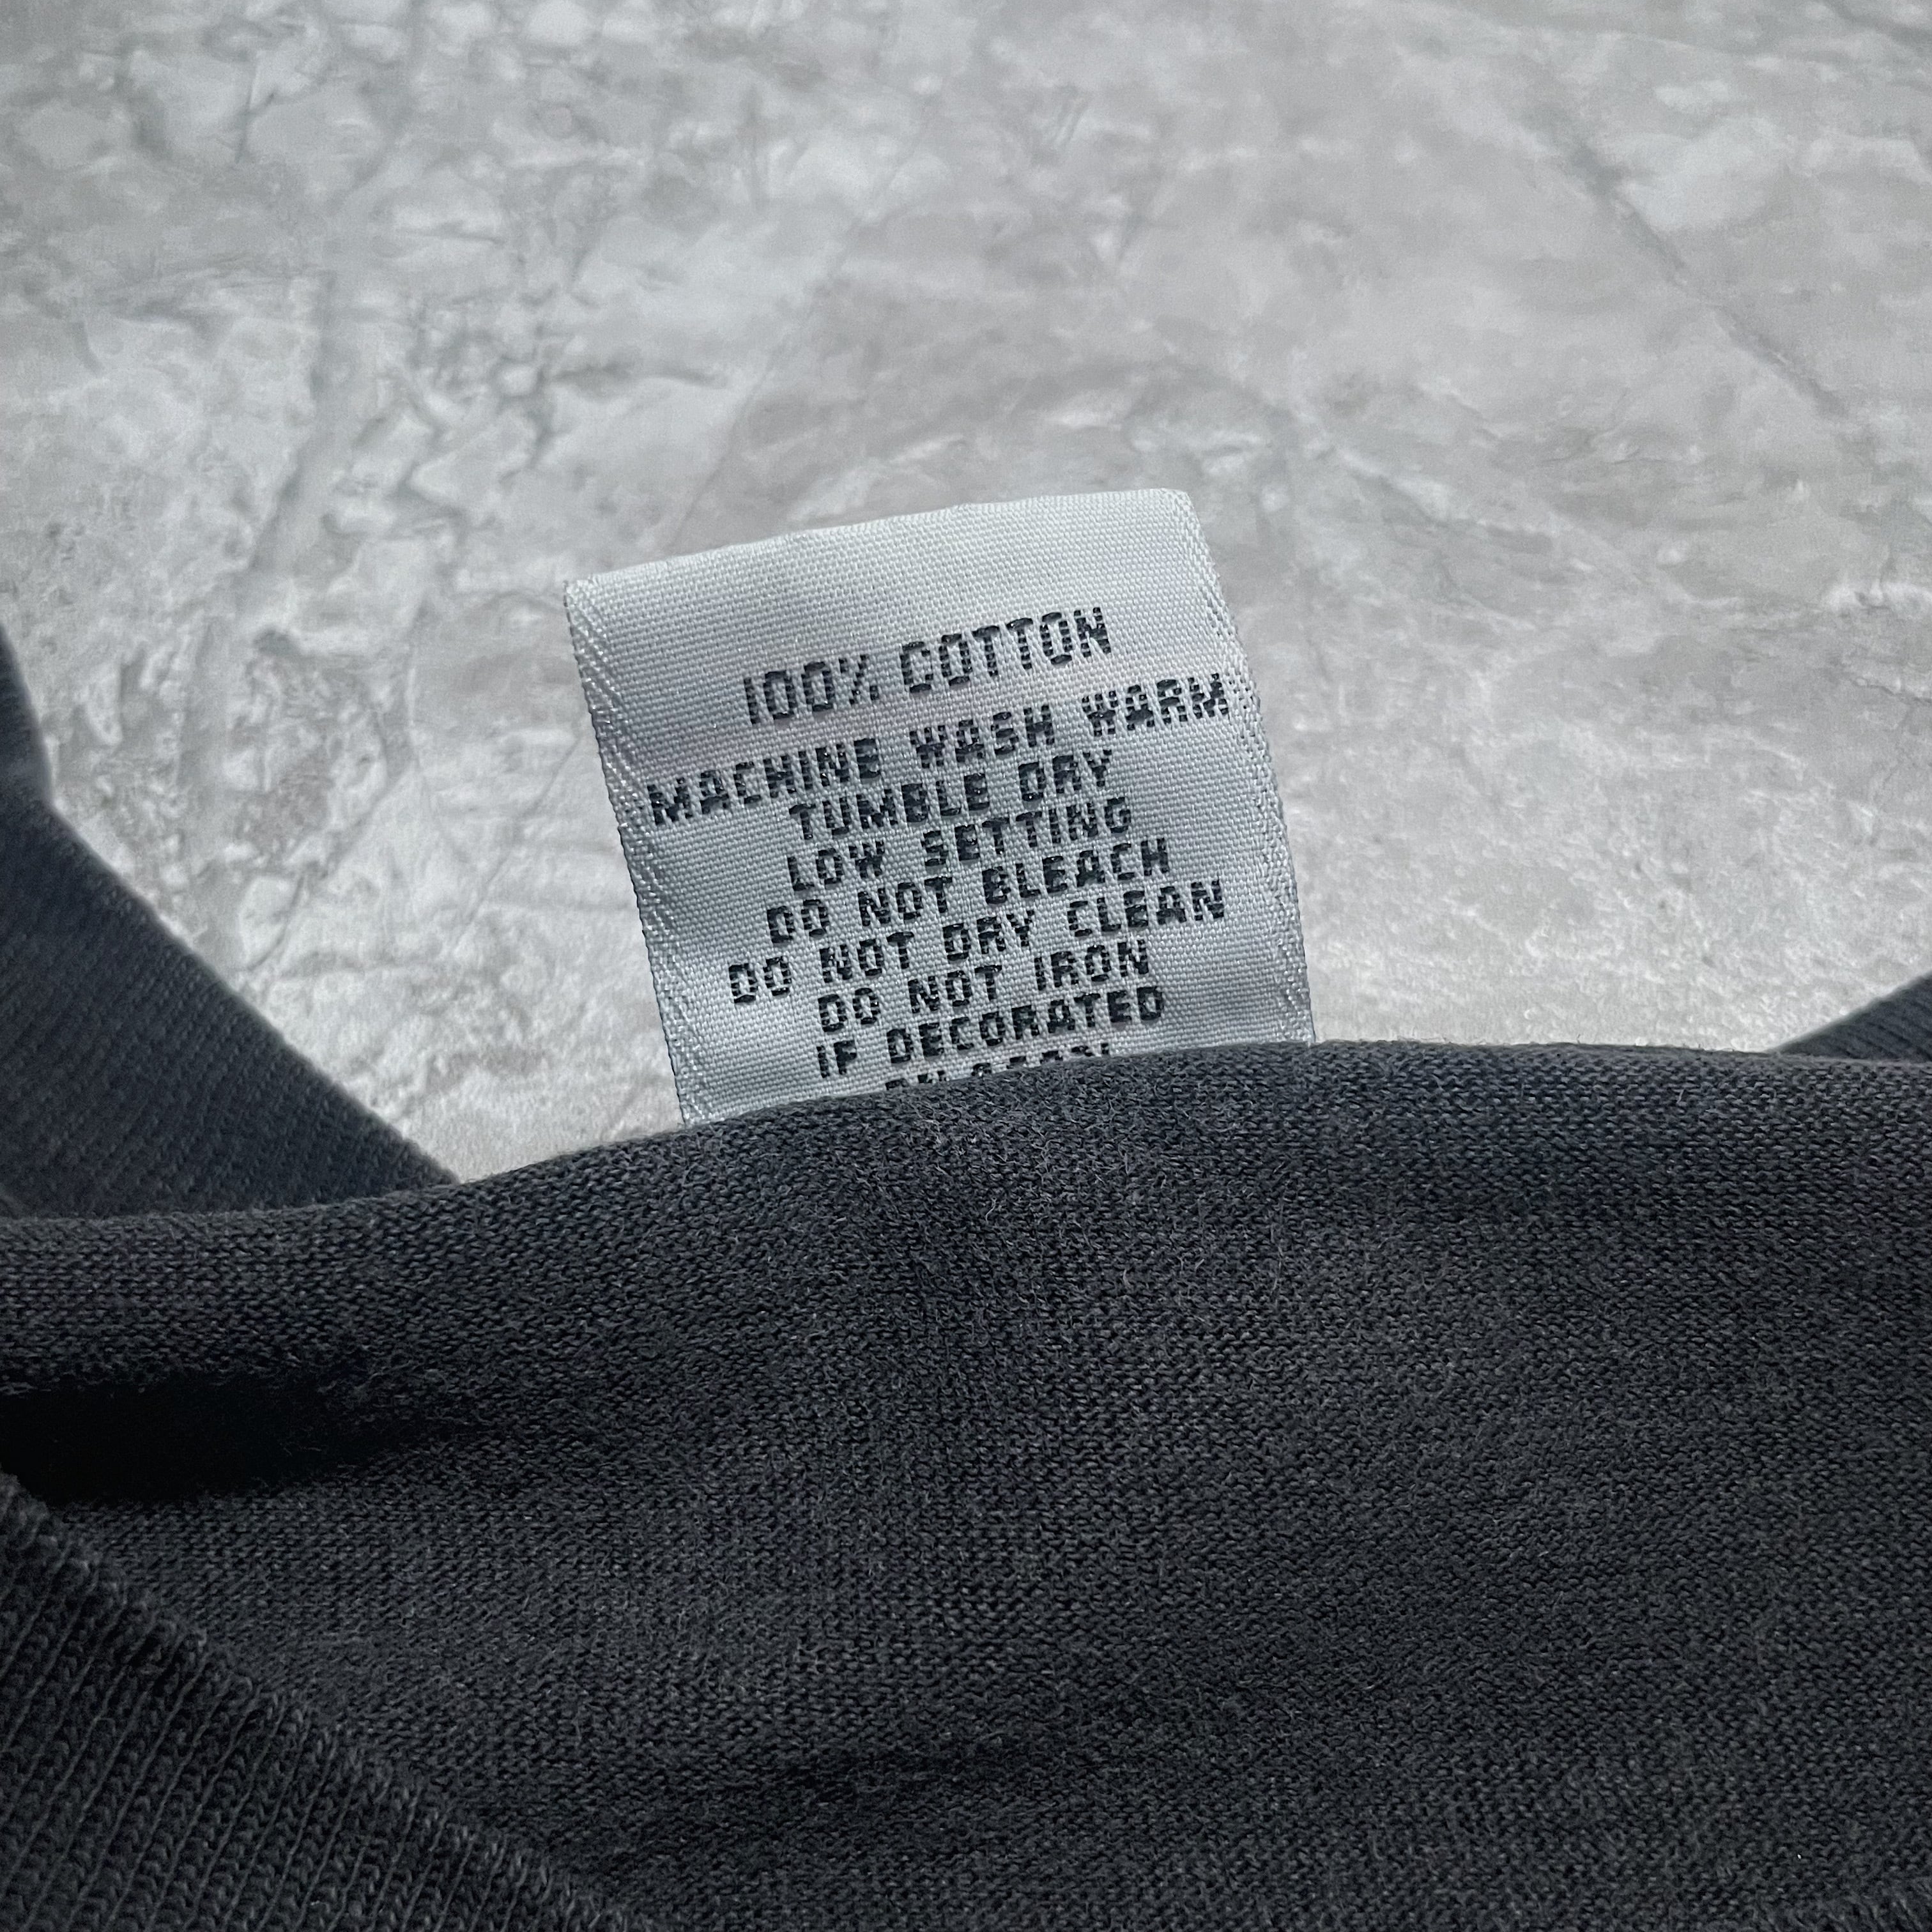 100% COTTON
MACHINE WASH WARM
TUMBLE DRY
LOW SETTING
DO NOT BLEACH
DO NOT DRY CLEAN
DO NOT IRON
IF DECORATED